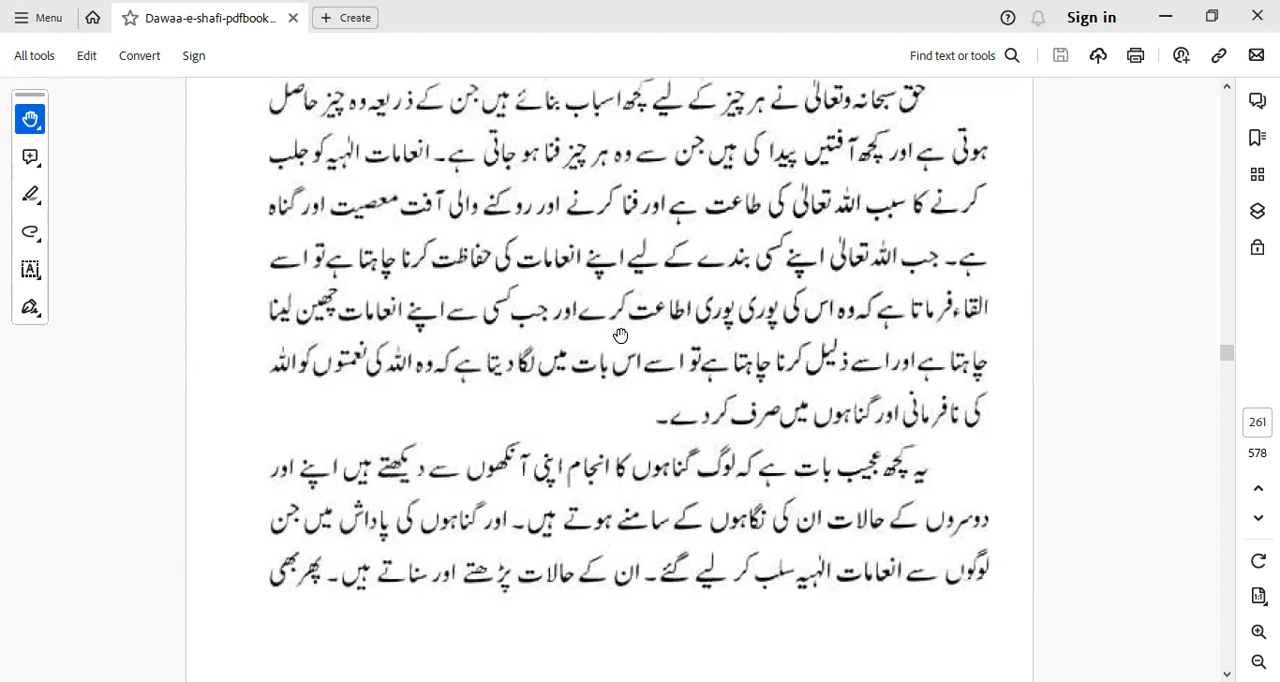 Menu
Dawaa-e-shafi-pdfbook...
Create
Sign in
All tools
Edit
Convert
Sign
Find text or tools
حق سبحانہ وتعالیٰ نے ہر چیز کے لیے کچھ اسباب بنائے ہیں جن کے ذریعہ وہ چیز حاصل
ہوتی ہے اور کچھ آفتیں پیدا کی ہیں جن سے وہ ہر چیز فنا ہو جاتی ہے۔ انعامات الٰہیہ کو جلب
کرنے کا سبب اللہ تعالیٰ کی طاعت ہے اور فنا کرنے اور روکنے والی آفت معصیت اور گناہ
ہے۔ جب اللہ تعالیٰ اپنے کسی بندے کے لیے اپنے انعامات کی حفاظت کرنا چاہتا ہے تو اسے
القاء فرماتا ہے کہ وہ اس کی پوری پوری اطاعت کرے اور جب کسی سے اپنے انعامات چھین لینا
چاہتا ہے اور اسے ذلیل کرنا چاہتا ہے تو اسے اس بات میں لگا دیتا ہے کہ وہ اللہ کی نعمتوں کو اللہ
کی نافرمانی اور گناہوں میں صرف کر دے۔
یہ کچھ عجیب بات ہے کہ لوگ گناہوں کا انجام اپنی آنکھوں سے دیکھتے ہیں اپنے اور
دوسروں کے حالات ان کی نگاہوں کے سامنے ہوتے ہیں۔ اور گناہوں کی پاداش میں جن
لوگوں سے انعامات الٰہیہ سلب کر لیے گئے۔ ان کے حالات پڑھتے اور سناتے ہیں۔ پھر بھی
261
578
1:1